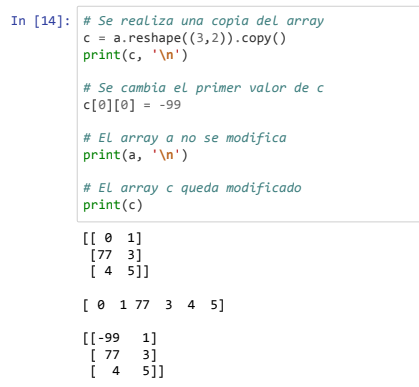 In [14]: # Se realiza una copia del array
c = a.reshape((3,2)).copy()
print(c, '\n')
# Se cambia el primer valor de c
c[0][0] = -99
# El array a no se modifica
print(a, '\n')
# El array c queda modificado
print(c)
[[ 0  1]
 [77  3]
 [ 4  5]]
[ 0  1 77  3  4  5]
[[-99   1]
 [ 77   3]
 [  4   5]]